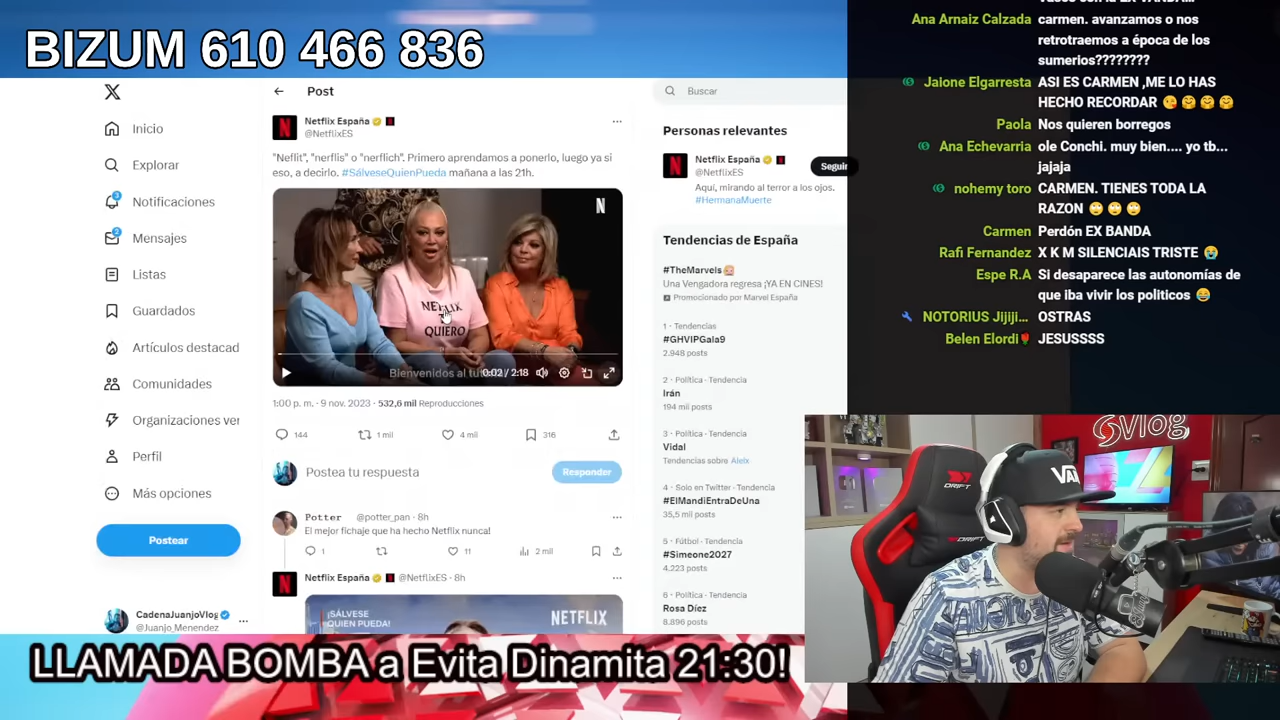 BIZUM 610 466 836
Inicio
Explorar
Notificaciones
Mensajes
Listas
Guardados
Artículos destacad
Comunidades
Organizaciones ver
Perfil
Más opciones
Postear
CadenaJuanjoVlog
@Juanjo_Menendez
Post
Netflix España
@NetflixES
"Neflit", "nerflis" o "nerflich". Primero aprendamos a ponerlo, luego ya si
eso, a decirlo. #SálveseQuienPueda mañana a las 21h.
N
NETFLIX
QUIERO
Bienvenidos al tut
0:02 / 2:18
1:00 p. m. · 9 nov. 2023 · 532,6 mil Reproducciones
144
1 mil
4 mil
316
Postea tu respuesta
Responder
Potter @potter_pan · 8h
El mejor fichaje que ha hecho Netflix nunca!
1
11
2 mil
Netflix España @NetflixES · 8h
¡SÁLVESE
QUIEN PUEDA!
NETFLIX
Buscar
Personas relevantes
Netflix España
@NetflixES
Seguir
Aquí, mirando al terror a los ojos.
#HermanaMuerte
Tendencias de España
#TheMarvels
Una Vengadora regresa ¡YA EN CINES!
Promocionado por Marvel España
1 · Tendencias
#GHVIPGala9
2.948 posts
2 · Política · Tendencia
Irán
194 mil posts
3 · Política · Tendencia
Vidal
Tendencias sobre Aleix
4 · Solo en Twitter · Tendencia
#ElMandiEntraDeUna
35,5 mil posts
5 · Fútbol · Tendencia
#Simeone2027
4.223 posts
6 · Política · Tendencia
Rosa Díez
8.896 posts
Ana Arnaiz Calzada carmen. avanzamos o nos
retrotraemos a época de los
sumerios????????
Jaione Elgarresta ASI ES CARMEN ,ME LO HAS
HECHO RECORDAR 😘 🤗 🤗 🤗
Paola Nos quieren borregos
Ana Echevarria ole Conchi. muy bien.... yo tb...
jajaja
nohemy toro CARMEN. TIENES TODA LA
RAZON 🙄 🙄 🙄
Carmen Perdón EX BANDA
Rafi Fernandez X K M SILENCIAIS TRISTE 😭
Espe R.A Si desaparece las autonomías de
que iba vivir los politicos 😂
NOTORIUS Jijiji... OSTRAS
Belen Elordi🌹 JESUSSSS
Vlog
DRIFT
DRIFT
LLAMADA BOMBA a Evita Dinamita 21:30!